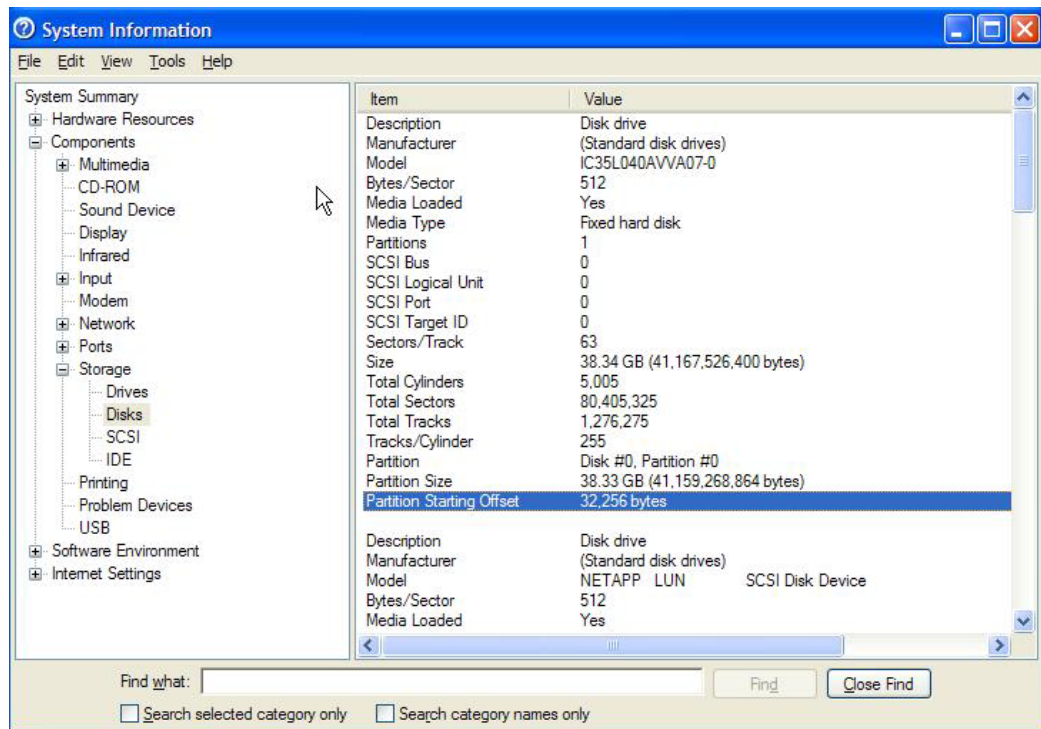 System Information
File Edit View Tools Help
System Summary
Hardware Resources
Components
Multimedia
CD-ROM
Sound Device
Display
Infrared
Input
Modem
Network
Ports
Storage
Drives
Disks
SCSI
IDE
Printing
Problem Devices
USB
Software Environment
Internet Settings
Item Value
Description Disk drive
Manufacturer (Standard disk drives)
Model IC35L040AVVA07-0
Bytes/Sector 512
Media Loaded Yes
Media Type Fixed hard disk
Partitions 1
SCSI Bus 0
SCSI Logical Unit 0
SCSI Port 0
SCSI Target ID 0
Sectors/Track 63
Size 38.34 GB (41,167,526,400 bytes)
Total Cylinders 5,005
Total Sectors 80,405,325
Total Tracks 1,276,275
Tracks/Cylinder 255
Partition Disk #0, Partition #0
Partition Size 38.33 GB (41,159,268,864 bytes)
Partition Starting Offset 32,256 bytes
Description Disk drive
Manufacturer (Standard disk drives)
Model NETAPP LUN SCSI Disk Device
Bytes/Sector 512
Media Loaded Yes
Find what: Find Close Find
Search selected category only Search category names only